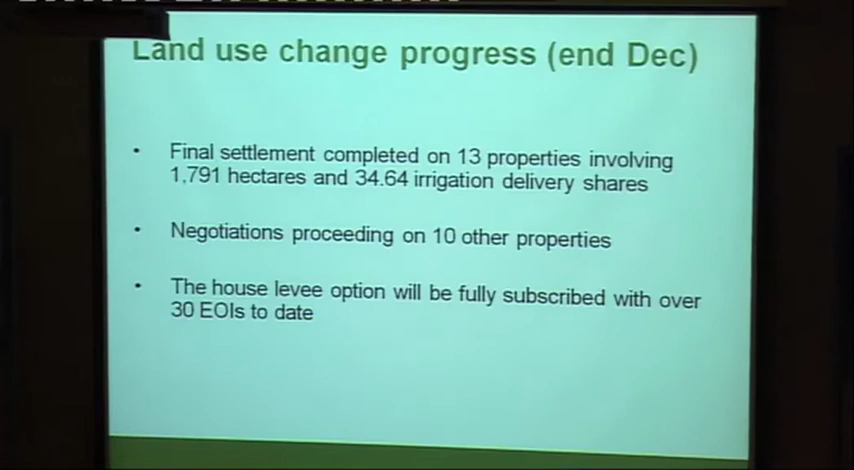 Land use change progress (end Dec)
• Final settlement completed on 13 properties involving
1,791 hectares and 34.64 irrigation delivery shares
• Negotiations proceeding on 10 other properties
• The house levee option will be fully subscribed with over
30 EOIs to date